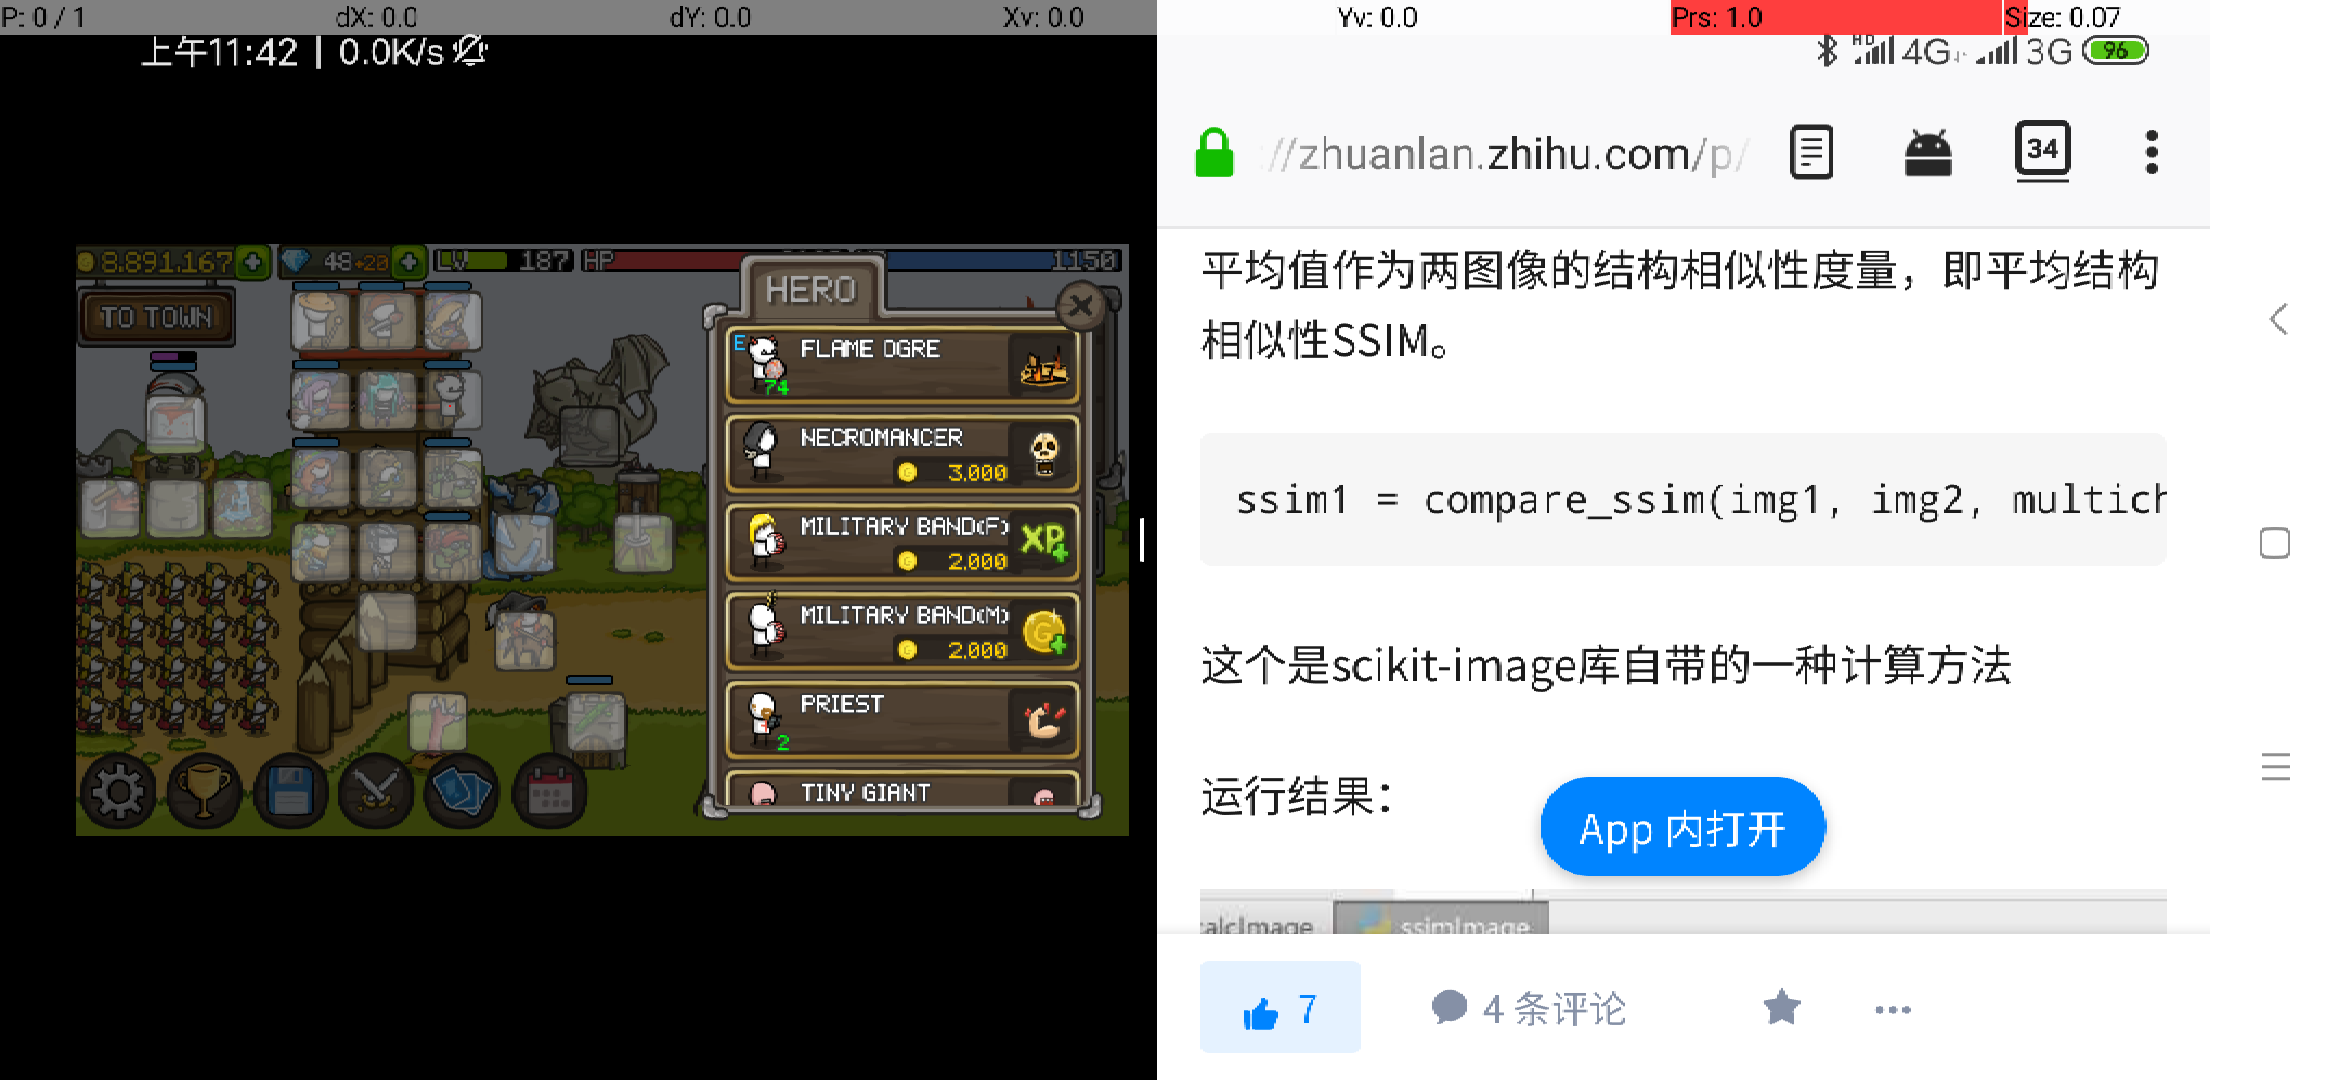 P: 0 / 1
dX: 0.0
dY: 0.0
Xv: 0.0
Yv: 0.0
Prs: 1.0
Size: 0.07
上午11:42 | 0.0K/s
HD 4G 3G 96
8,891,167
48+20
LV 187
HP
1150
TO TOWN
HERO
E FLAME OGRE
74
NECROMANCER
3,000
MILITARY BAND(F)
2,000
XP
MILITARY BAND(M)
2,000
G
PRIEST
2
TINY GIANT
://zhuanlan.zhihu.com/p/
34
平均值作为两图像的结构相似性度量，即平均结构
相似性SSIM。
ssim1 = compare_ssim(img1, img2, multich
这个是scikit-image库自带的一种计算方法
运行结果：
App 内打开
alcImage
ssimImage
7
4 条评论